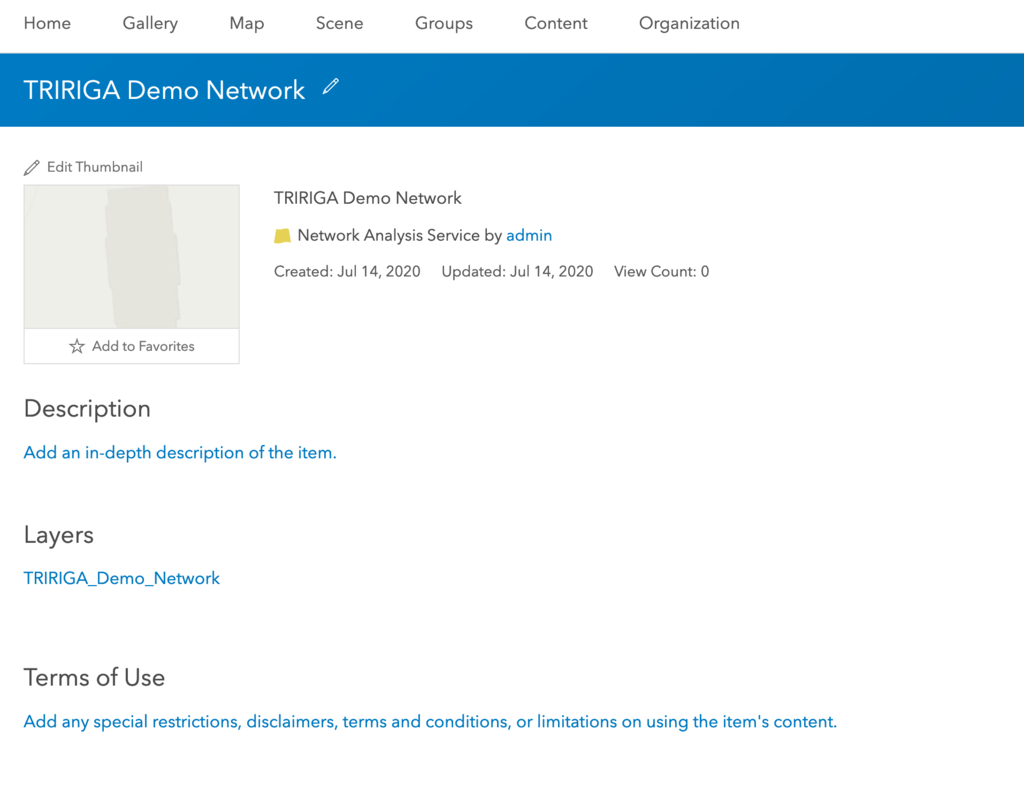 Home Gallery Map Scene Groups Content Organization
TRIRIGA Demo Network
Edit Thumbnail
TRIRIGA Demo Network
Network Analysis Service by admin
Created: Jul 14, 2020 Updated: Jul 14, 2020 View Count: 0
Add to Favorites
Description
Add an in-depth description of the item.
Layers
TRIRIGA_Demo_Network
Terms of Use
Add any special restrictions, disclaimers, terms and conditions, or limitations on using the item's content.